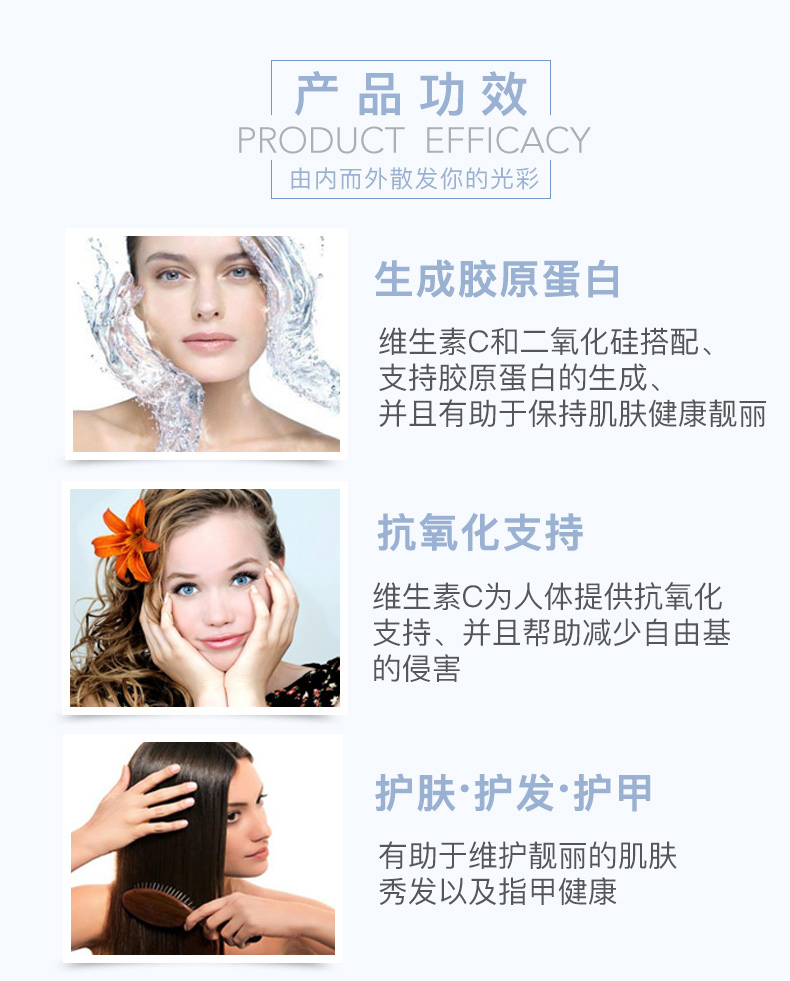 产品功效
PRODUCT EFFICACY
由内而外散发你的光彩
生成胶原蛋白
维生素C和二氧化硅搭配、
支持胶原蛋白的生成、
并且有助于保持肌肤健康靓丽
抗氧化支持
维生素C为人体提供抗氧化
支持、并且帮助减少自由基
的侵害
护肤·护发·护甲
有助于维护靓丽的肌肤
秀发以及指甲健康